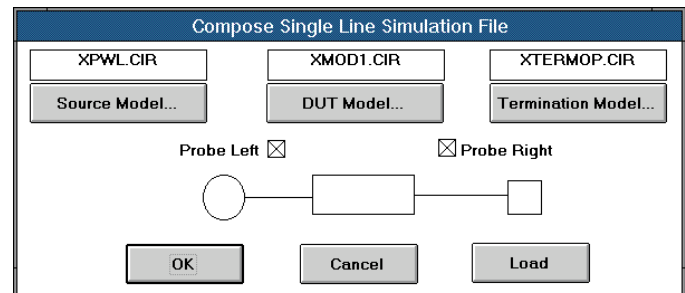 Compose Single Line Simulation File
XPWL.CIR XMOD1.CIR XTERMOP.CIR
Source Model... DUT Model... Termination Model...
Probe Left Probe Right
OK Cancel Load